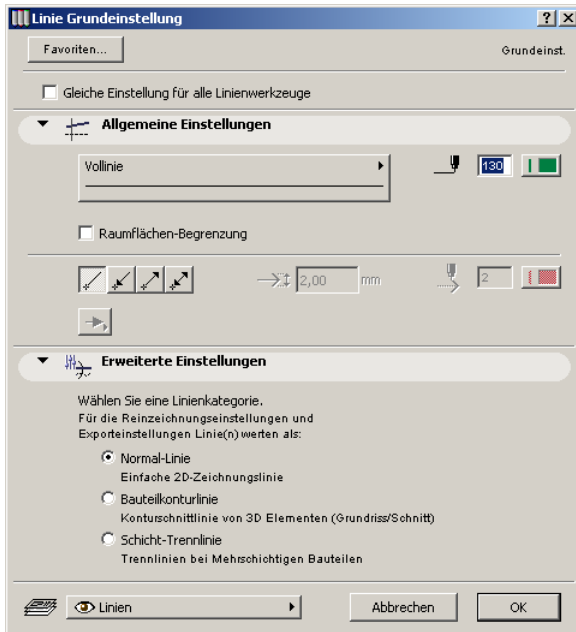 Linie Grundeinstellung
Favoriten...
Grundeinst.
Gleiche Einstellung für alle Linienwerkzeuge
Allgemeine Einstellungen
Vollinie
130
Raumflächen-Begrenzung
2,00 mm
2
Erweiterte Einstellungen
Wählen Sie eine Linienkategorie.
Für die Reinzeichnungseinstellungen und
Exporteinstellungen Linie(n) werten als:
Normal-Linie
Einfache 2D-Zeichnungslinie
Bauteilkonturlinie
Konturschnittlinie von 3D Elementen (Grundriss/Schnitt)
Schicht-Trennlinie
Trennlinien bei Mehrschichtigen Bauteilen
Linien
Abbrechen
OK